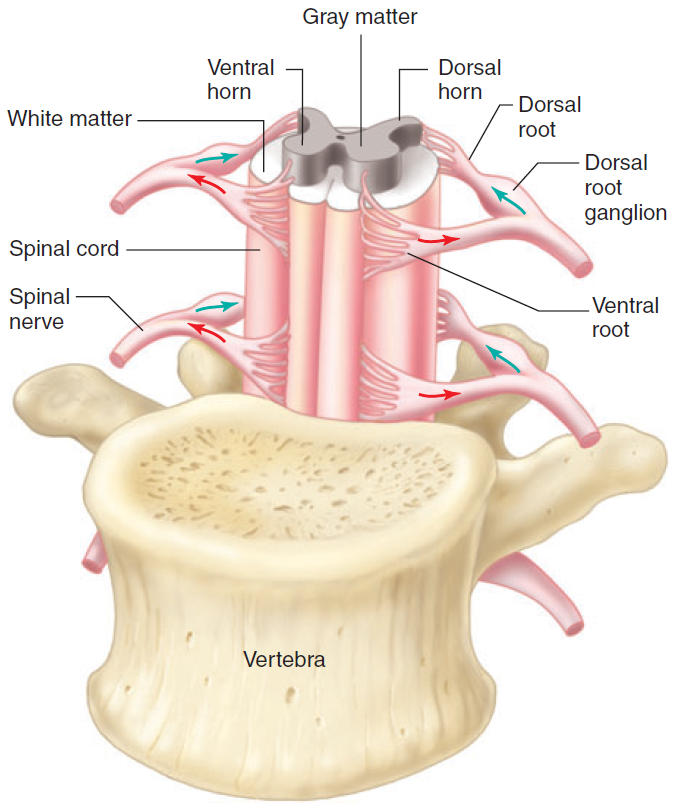 Gray matter
Ventral
horn
Dorsal
horn
White matter
Dorsal
root
Dorsal
root
ganglion
Spinal cord
Spinal
nerve
Ventral
root
Vertebra